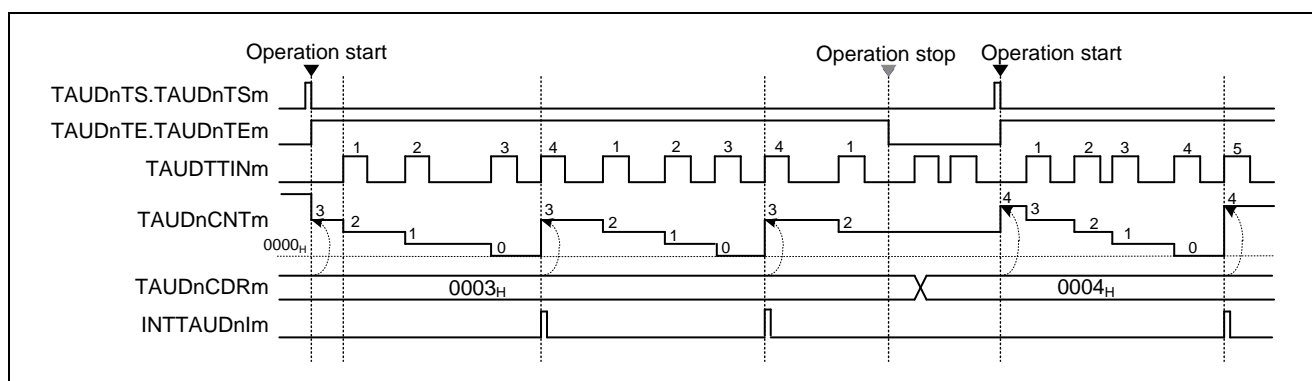 Operation start Operation stop Operation start
TAUDnTS.TAUDnTSm
TAUDnTE.TAUDnTEm
1 2 3 4 1 2 3 4 1 1 2 3 4 5
TAUDTTINm
3 2 1 0 3 2 1 0 3 2 4 3 2 1 0 4
TAUDnCNTm
0000H
TAUDnCDRm 0003H 0004H
INTTAUDnIm